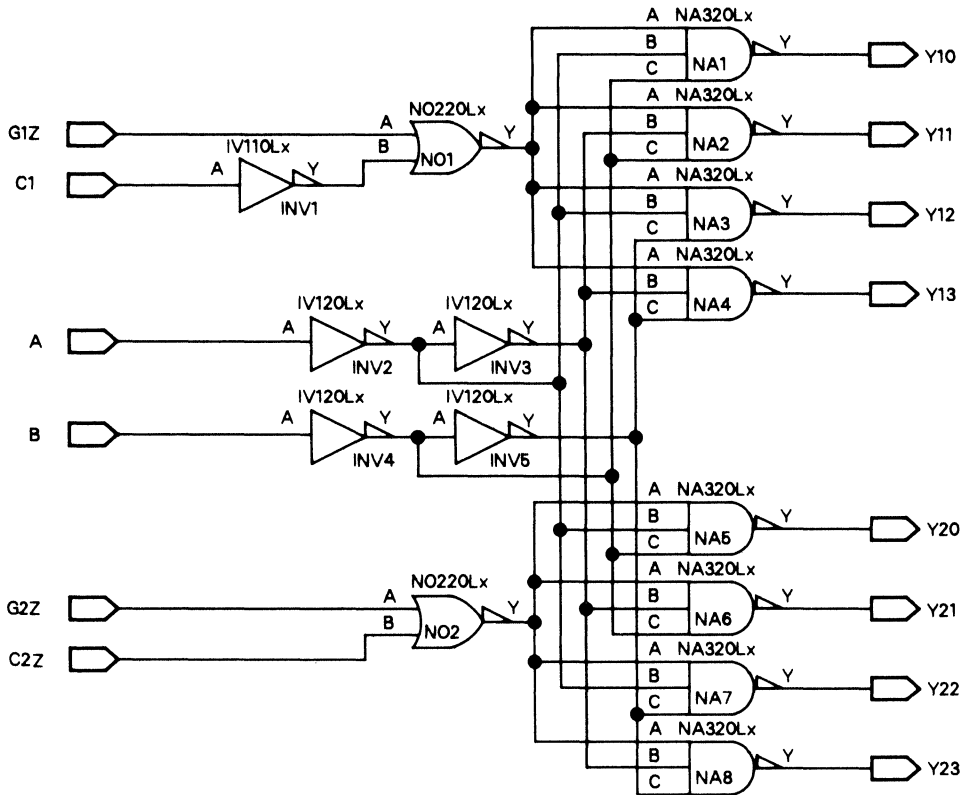 A NA320Lx
B Y
C NA1 Y10
NO220Lx A NA320Lx
G1Z A Y B Y
IV110Lx B NO1 C NA2 Y11
C1 A Y A NA320Lx
INV1 B Y
C NA3 Y12
A NA320Lx
B Y
IV120Lx IV120Lx C NA4 Y13
A A Y A Y
INV2 INV3
IV120Lx IV120Lx
B A Y A Y
INV4 INV5
A NA320Lx
B Y
C NA5 Y20
NO220Lx A NA320Lx
G2Z A Y B Y
B NO2 C NA6 Y21
C2Z A NA320Lx
B Y
C NA7 Y22
A NA320Lx
B Y
C NA8 Y23